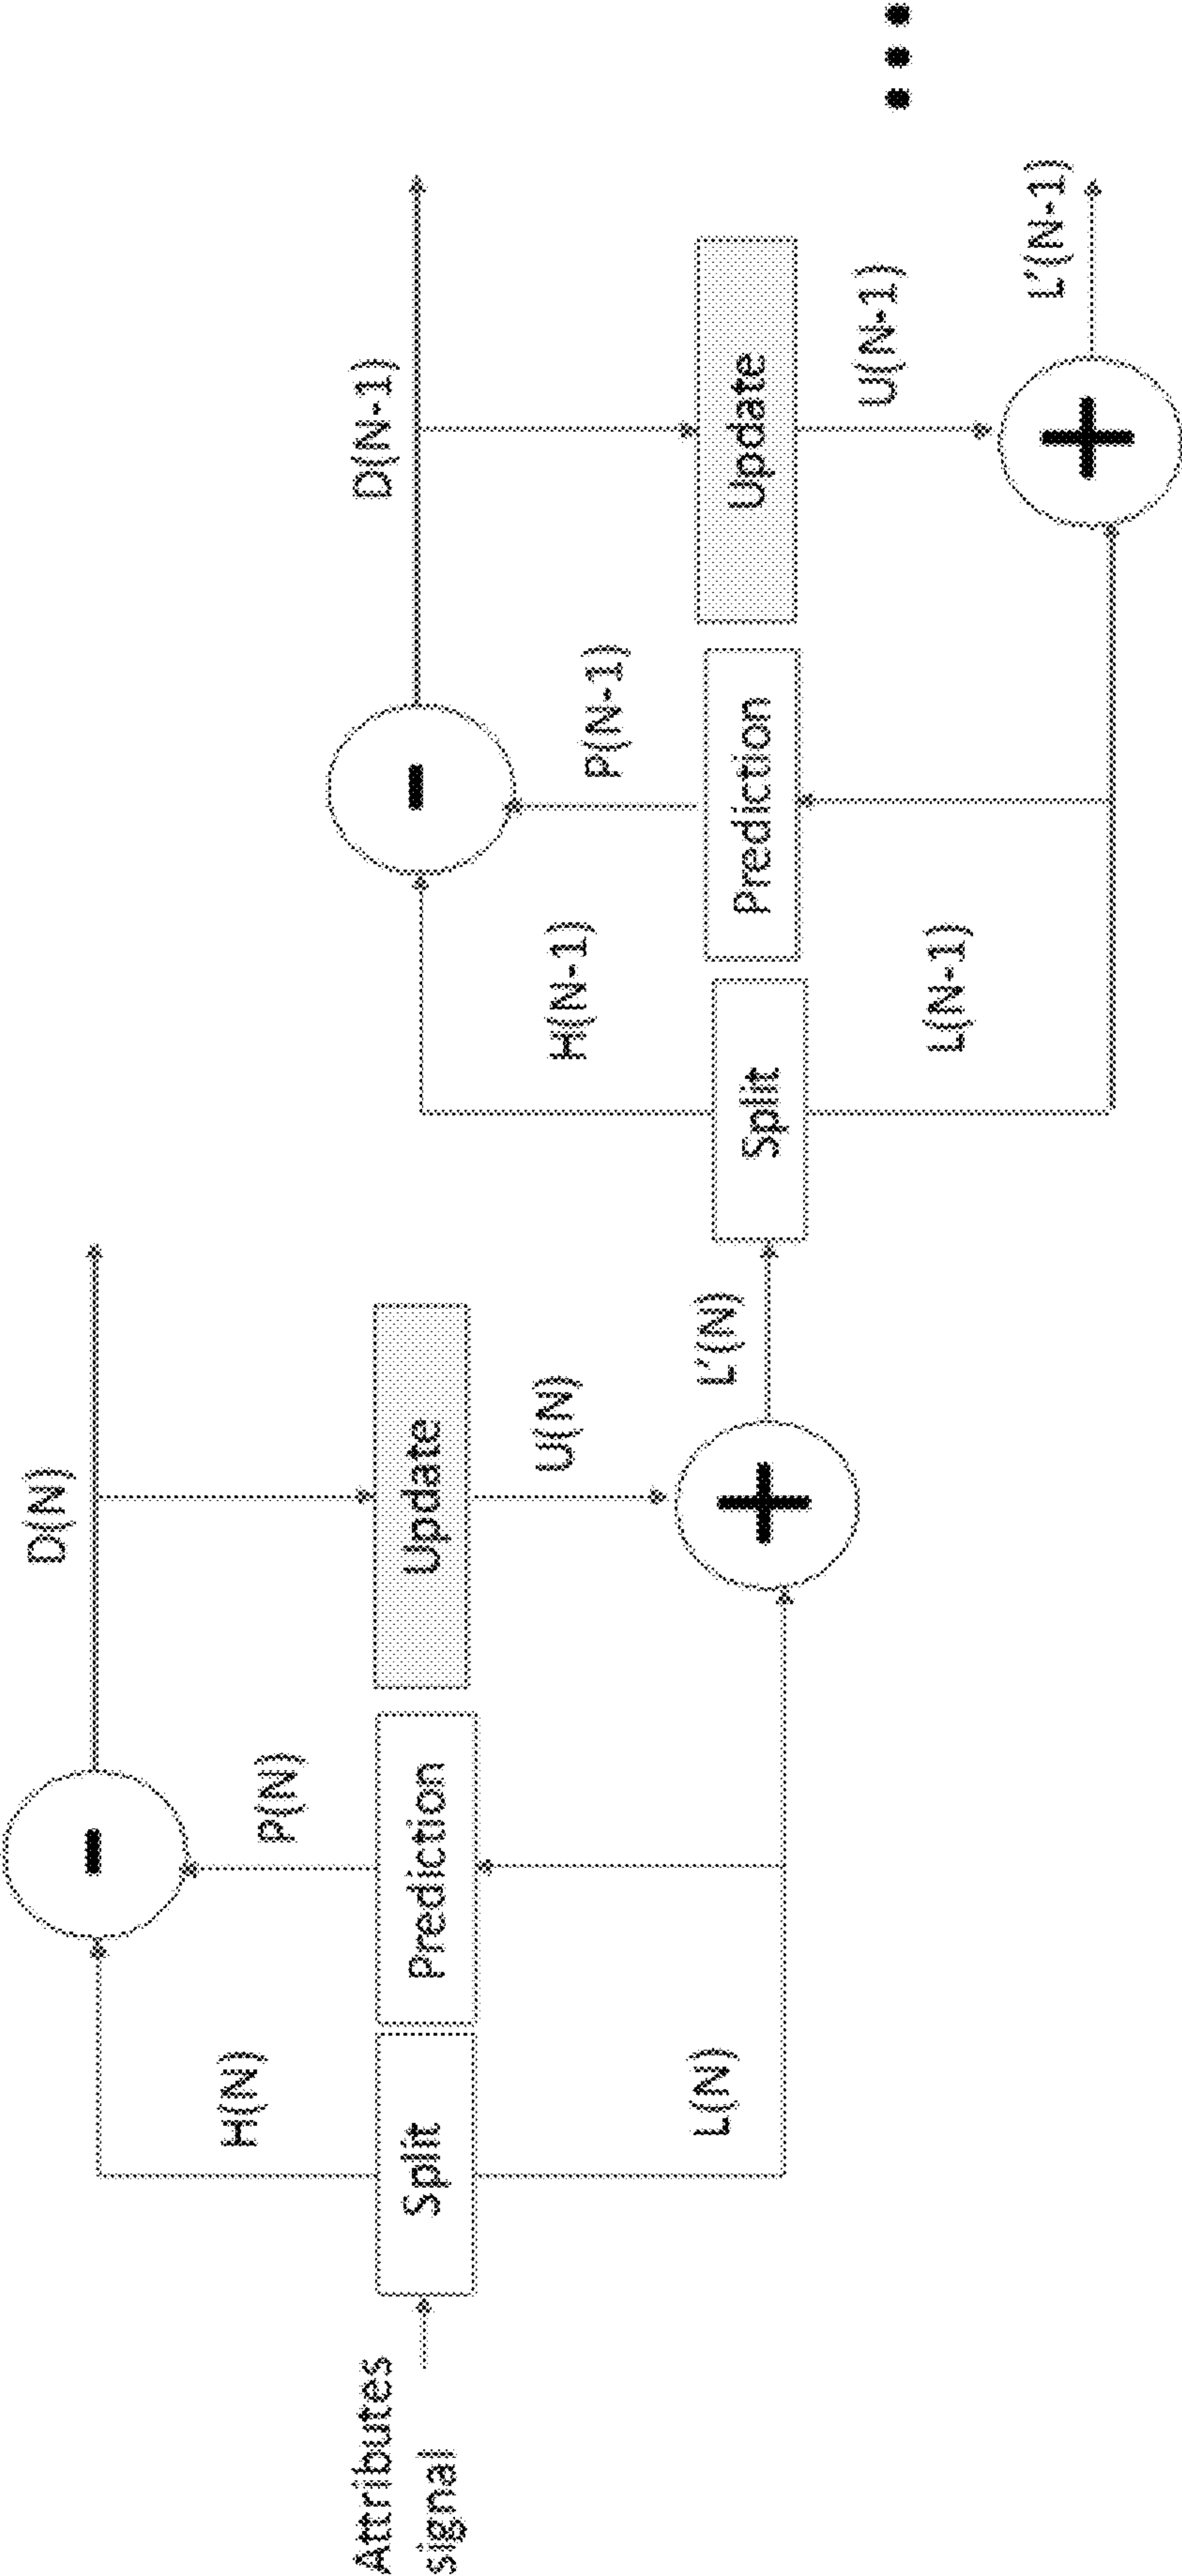 Attributes
signal
Split
H(N)
L(N)
Prediction
P(N)
-
D(N)
Update
U(N)
+
L'(N)
Split
H(N-1)
L(N-1)
Prediction
P(N-1)
-
D(N-1)
Update
U(N-1)
+
L'(N-1)